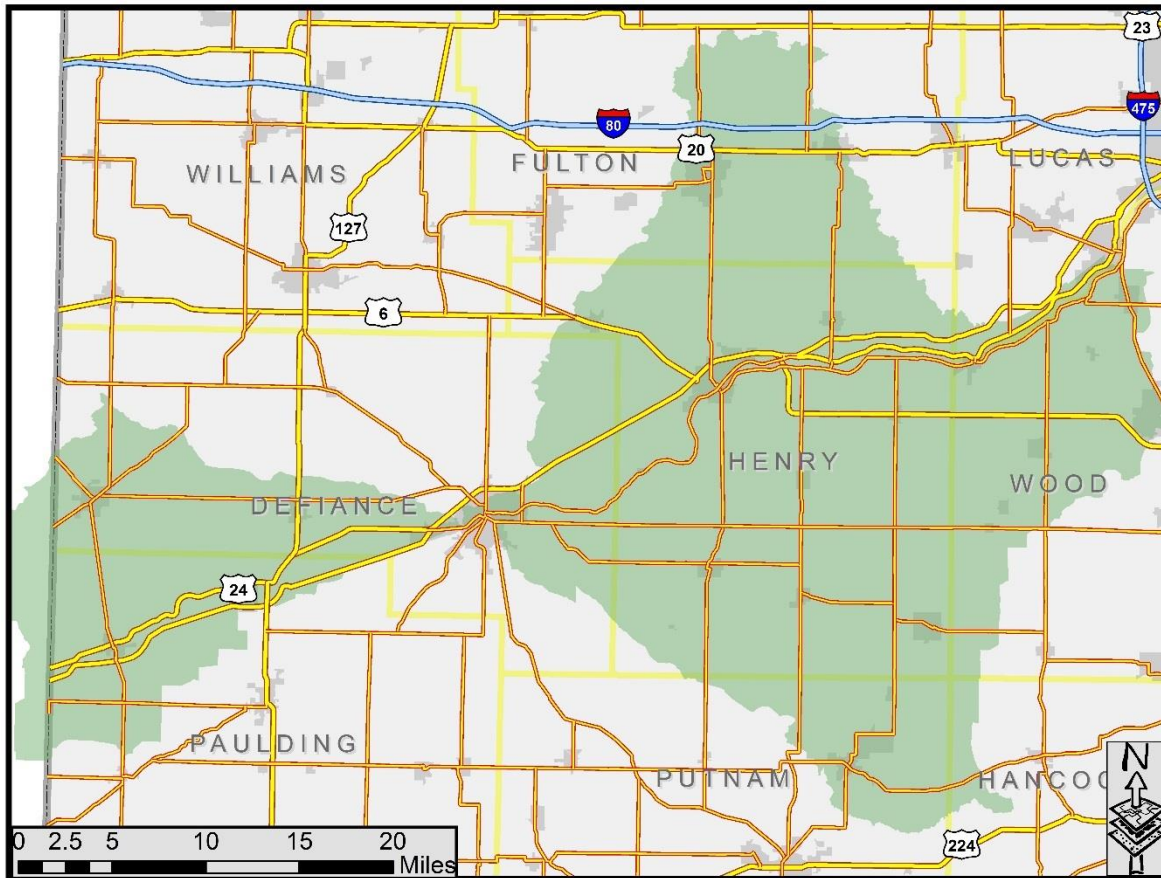 23
475
80
20
LUCAS
FULTON
WILLIAMS
127
6
HENRY
WOOD
DEFIANCE
24
PAULDING
PUTNAM
HANCOC
N
0 2.5 5 10 15 20
Miles
224